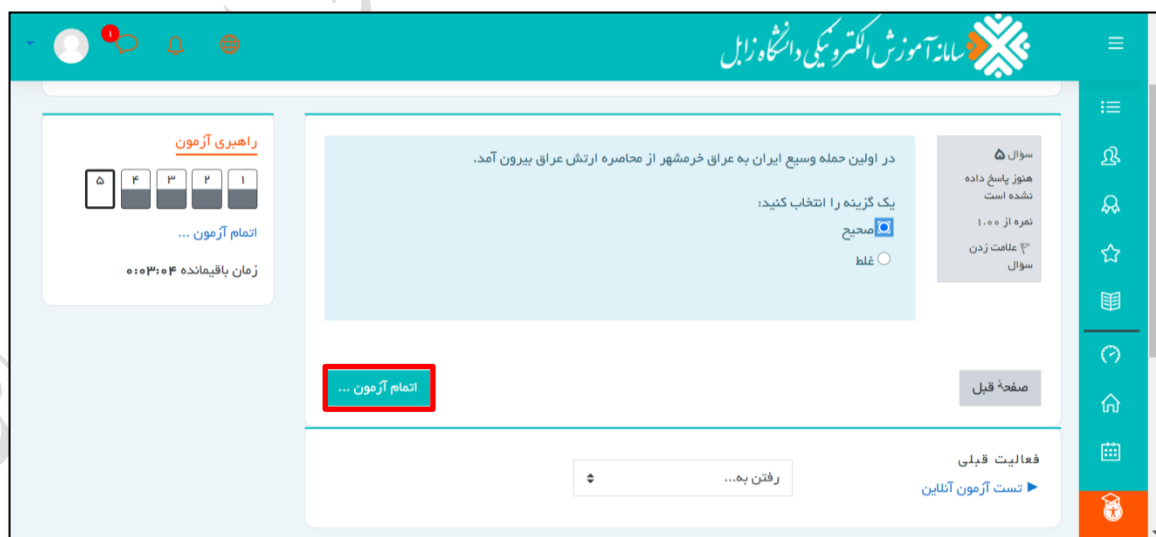 سامانه آموزش الکترونیکی دانشگاه زابل
۱
سؤال ۵
هنوز پاسخ داده
نشده است
نمره از ۱.۰۰
علامت زدن
سؤال
در اولین حمله وسیع ایران به عراق خرمشهر از محاصره ارتش عراق بیرون آمد.
یک گزینه را انتخاب کنید:
صحیح
غلط
صفحهٔ قبل
اتمام آزمون ...
راهبری آزمون
۱ ۲ ۳ ۴ ۵
اتمام آزمون ...
زمان باقیمانده ۰:۰۳:۰۴
فعالیت قبلی
◄ تست آزمون آنلاین
رفتن به...